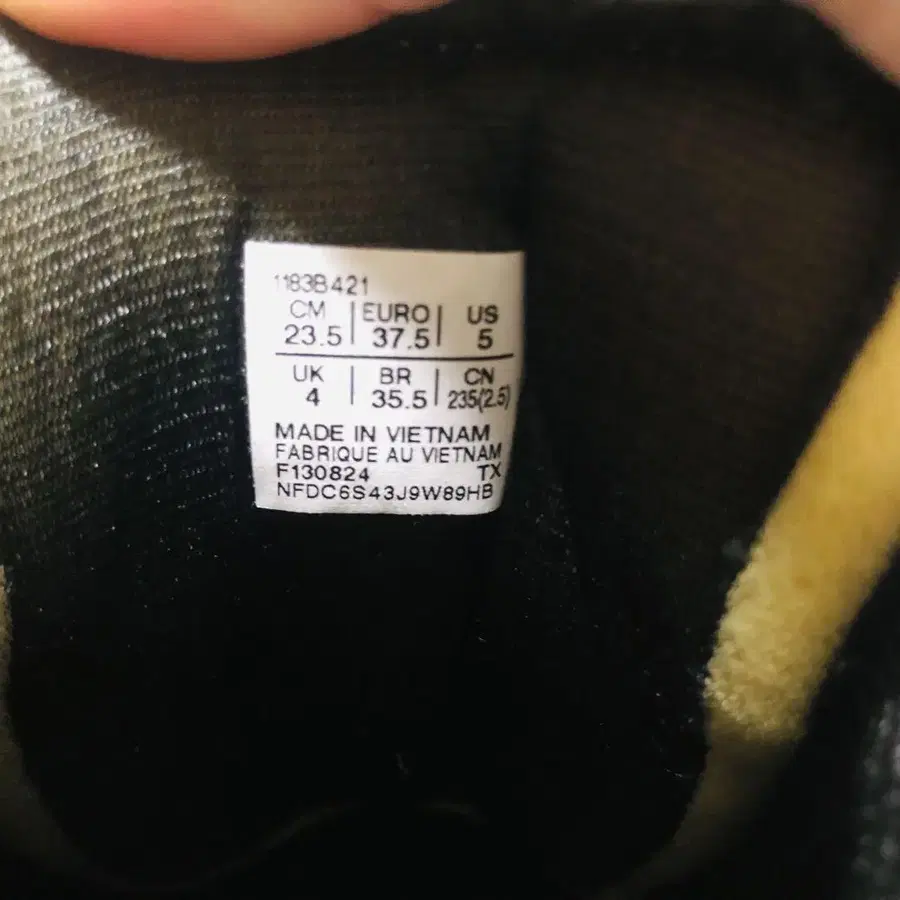 1183B421
CM EURO US
23.5 37.5 5
UK BR CN
4 35.5 235(2.5)
MADE IN VIETNAM
FABRIQUE AU VIETNAM
F130824 TX
NFDC6S43J9W89HB